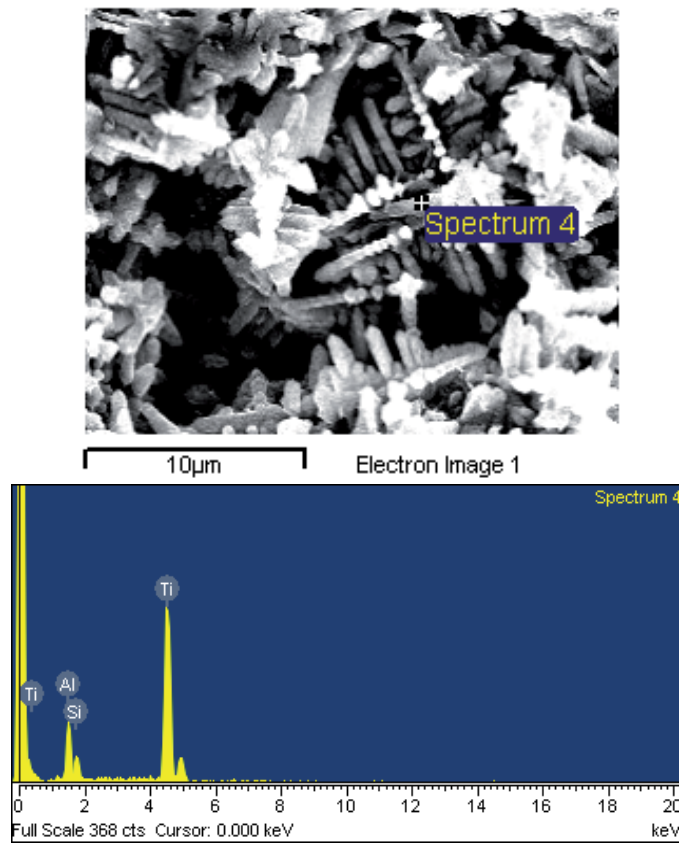 Spectrum 4
10µm Electron Image 1
Spectrum 4
Ti
Al
Ti
Si
0 2 4 6 8 10 12 14 16 18 20
Full Scale 368 cts Cursor: 0.000 keV keV